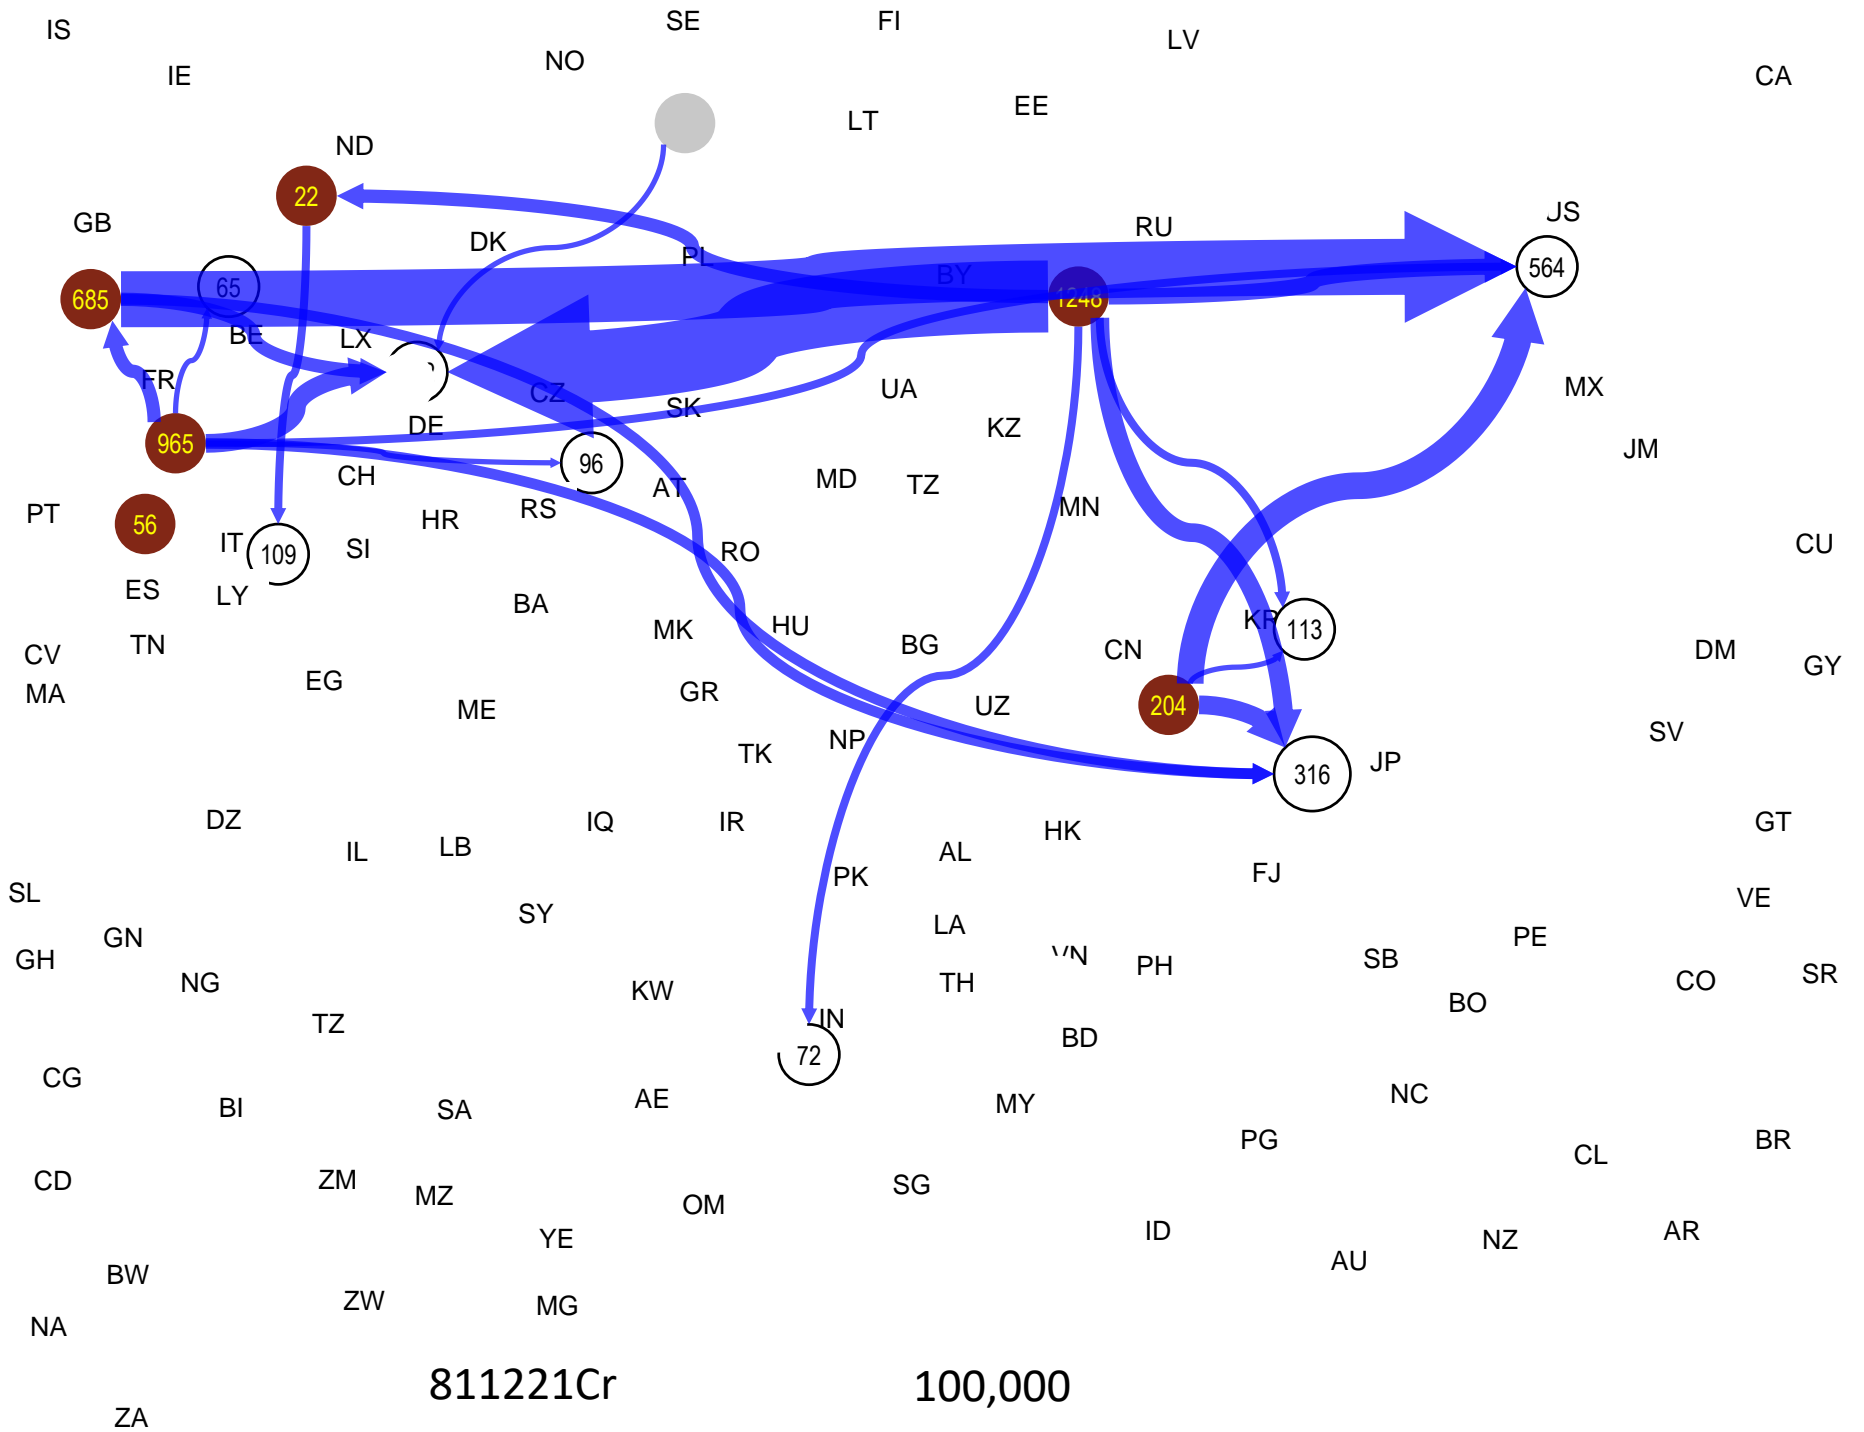 SE
FI
IS
LV
NO
IE
CA
EE
LT
ND
22
JS
GB
RU
DK
PL
564
BY
65
685
1248
BE
LX
FR
UA
MX
CZ
SK
DE
KZ
965
JM
96
CH
MD
TZ
AT
RS
MN
PT
HR
56
IT
109
SI
RO
CU
ES
LY
BA
KR
113
HU
MK
TN
BG
CN
DM
CV
GY
EG
GR
MA
204
UZ
ME
SV
NP
TK
JP
316
DZ
IQ
IR
GT
HK
IL
LB
AL
FJ
PK
SL
VE
SY
LA
GN
PE
VN
SB
GH
PH
SR
NG
TH
CO
KW
BO
IN
TZ
BD
72
CG
NC
AE
MY
BI
SA
PG
BR
CL
CD
ZM
SG
MZ
OM
ID
AR
YE
NZ
AU
BW
ZW
MG
NA
811221Cr
100,000
ZA